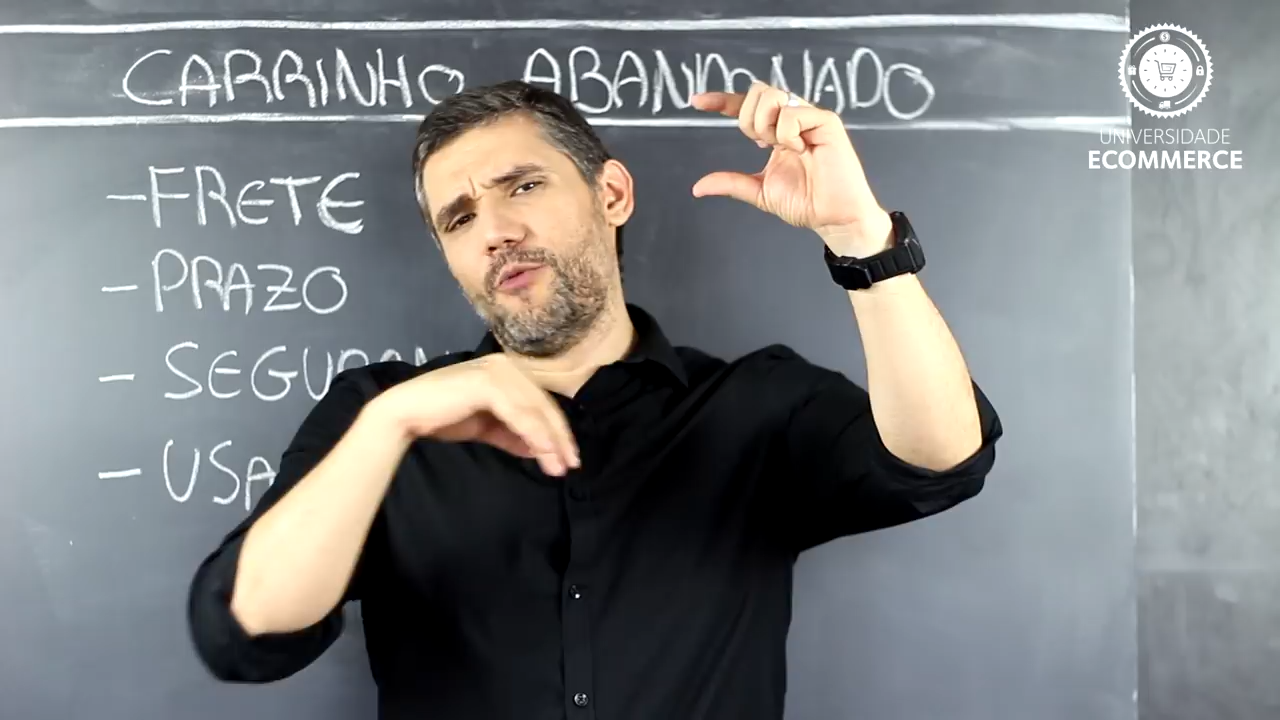 CARRINHO ABANDONADO
UNIVERSIDADE
ECOMMERCE
- FRETE
- PRAZO